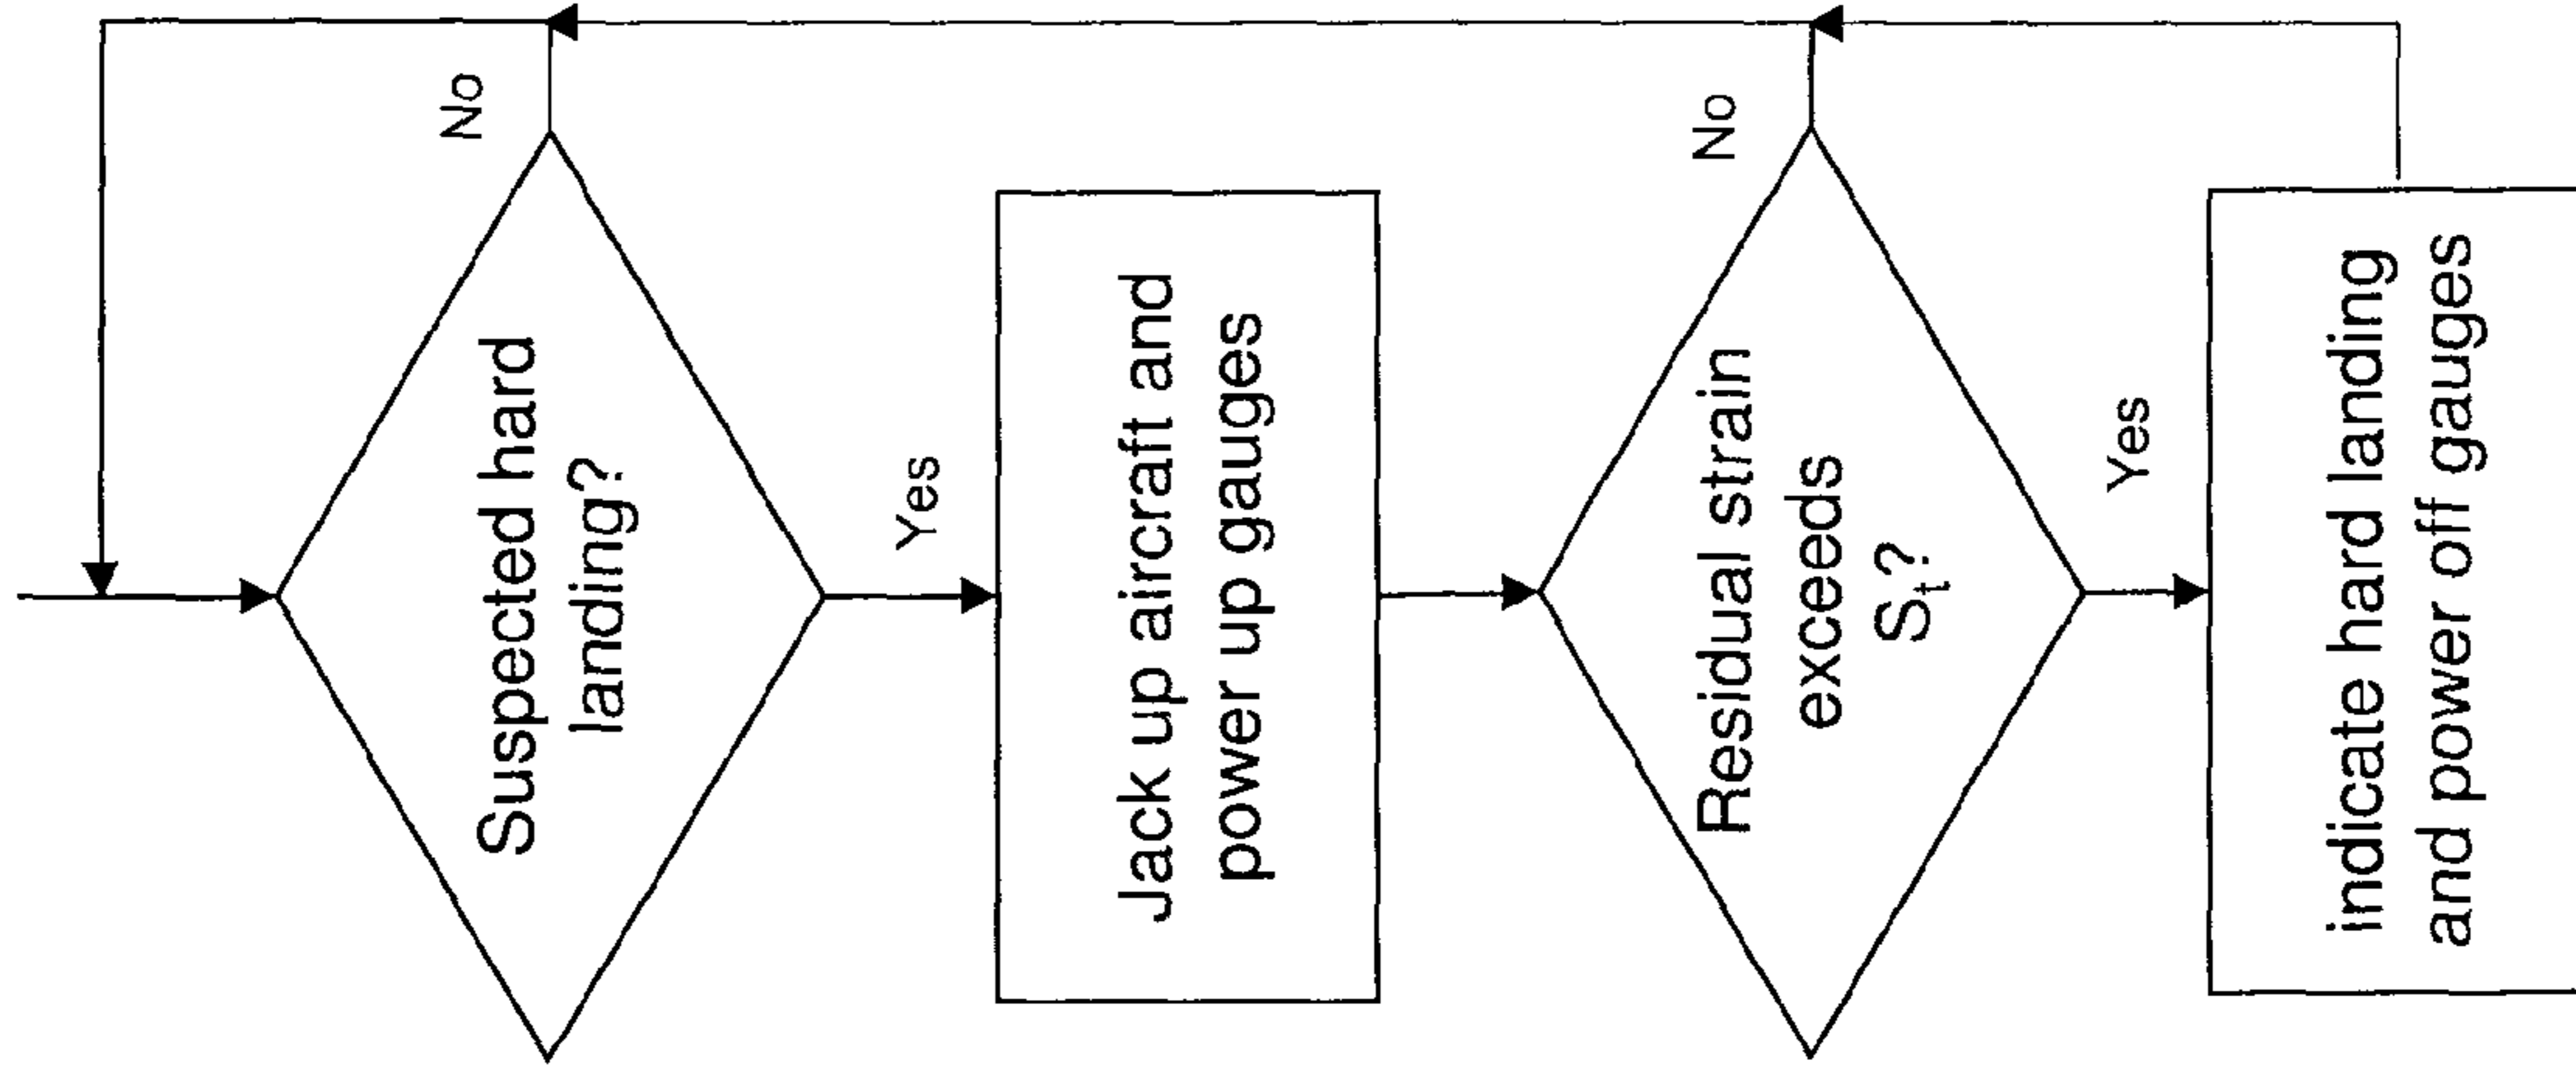 Suspected hard
landing?
No
Yes
Jack up aircraft and
power up gauges
Residual strain
exceeds
Sₜ?
No
Yes
indicate hard landing
and power off gauges